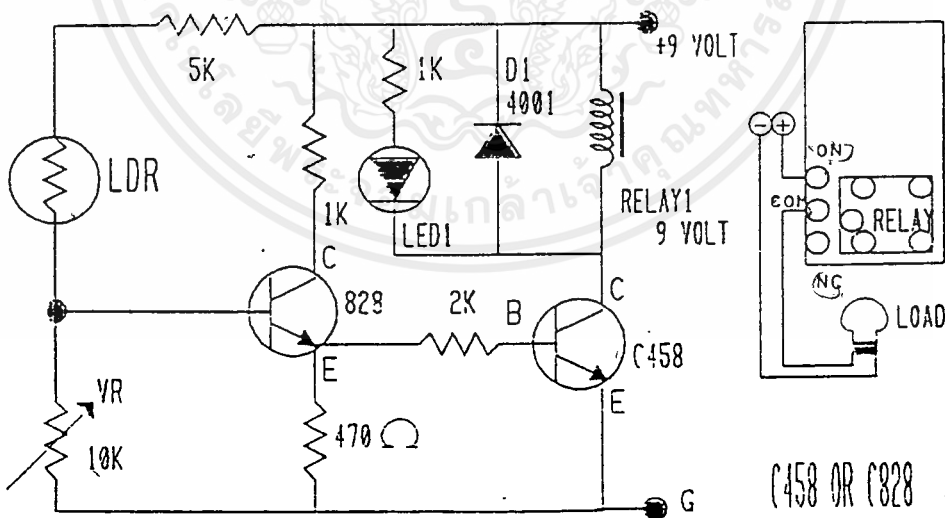 +9 VOLT
5K
1K
D1
4001
LDR
1K
LED1
RELAY1
9 VOLT
C
828
E
2K
B
C
C458
E
VR
10K
470 Ω
G
NO
COM
RELAY
NC
LOAD
C458 OR C828